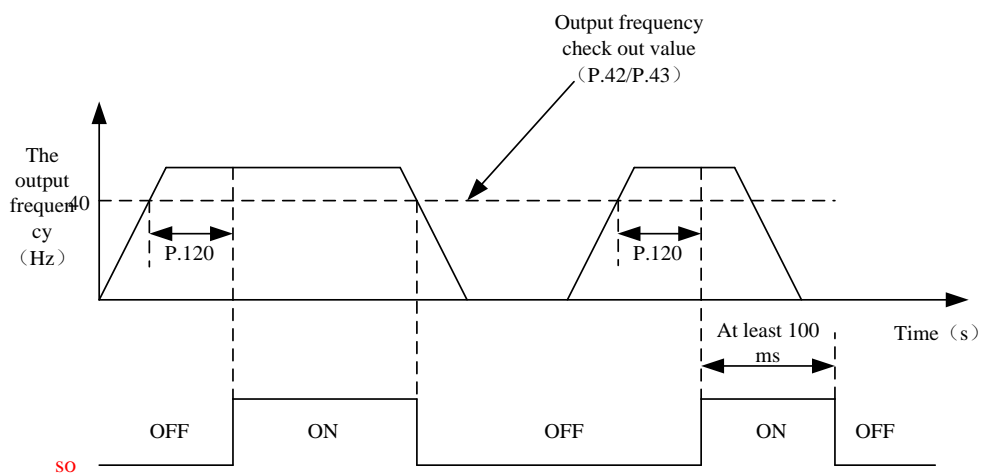 Output frequency
check out value
（P.42/P.43）
The
output
frequen
cy
（Hz）
40
P.120
P.120
Time（s）
At least 100
ms
OFF
ON
OFF
ON
OFF
so